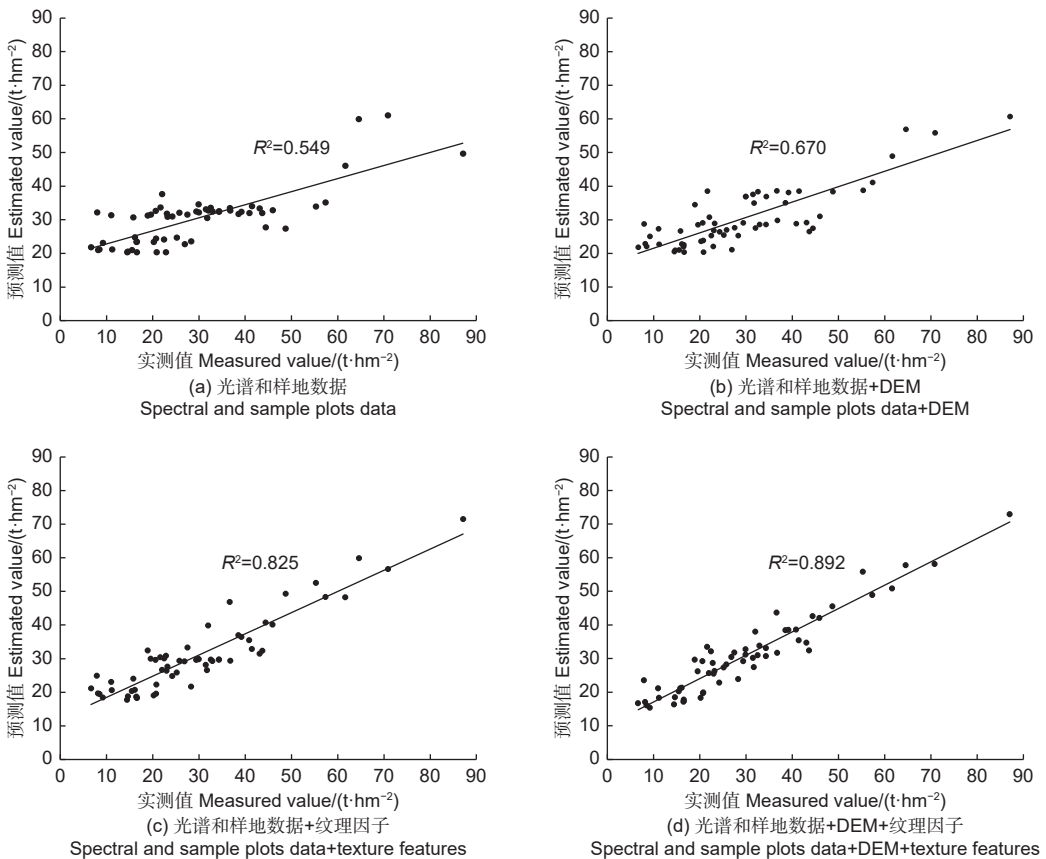 90
80
70
60
50
40
30
20
10
0
预测值 Estimated value/(t·hm⁻²)
R²=0.549
0 10 20 30 40 50 60 70 80 90
实测值 Measured value/(t·hm⁻²)
(a) 光谱和样地数据
Spectral and sample plots data
90
80
70
60
50
40
30
20
10
0
预测值 Estimated value/(t·hm⁻²)
R²=0.670
0 10 20 30 40 50 60 70 80 90
实测值 Measured value/(t·hm⁻²)
(b) 光谱和样地数据+DEM
Spectral and sample plots data+DEM
90
80
70
60
50
40
30
20
10
0
预测值 Estimated value/(t·hm⁻²)
R²=0.825
0 10 20 30 40 50 60 70 80 90
实测值 Measured value/(t·hm⁻²)
(c) 光谱和样地数据+纹理因子
Spectral and sample plots data+texture features
90
80
70
60
50
40
30
20
10
0
预测值 Estimated value/(t·hm⁻²)
R²=0.892
0 10 20 30 40 50 60 70 80 90
实测值 Measured value/(t·hm⁻²)
(d) 光谱和样地数据+DEM+纹理因子
Spectral and sample plots data+DEM+texture features